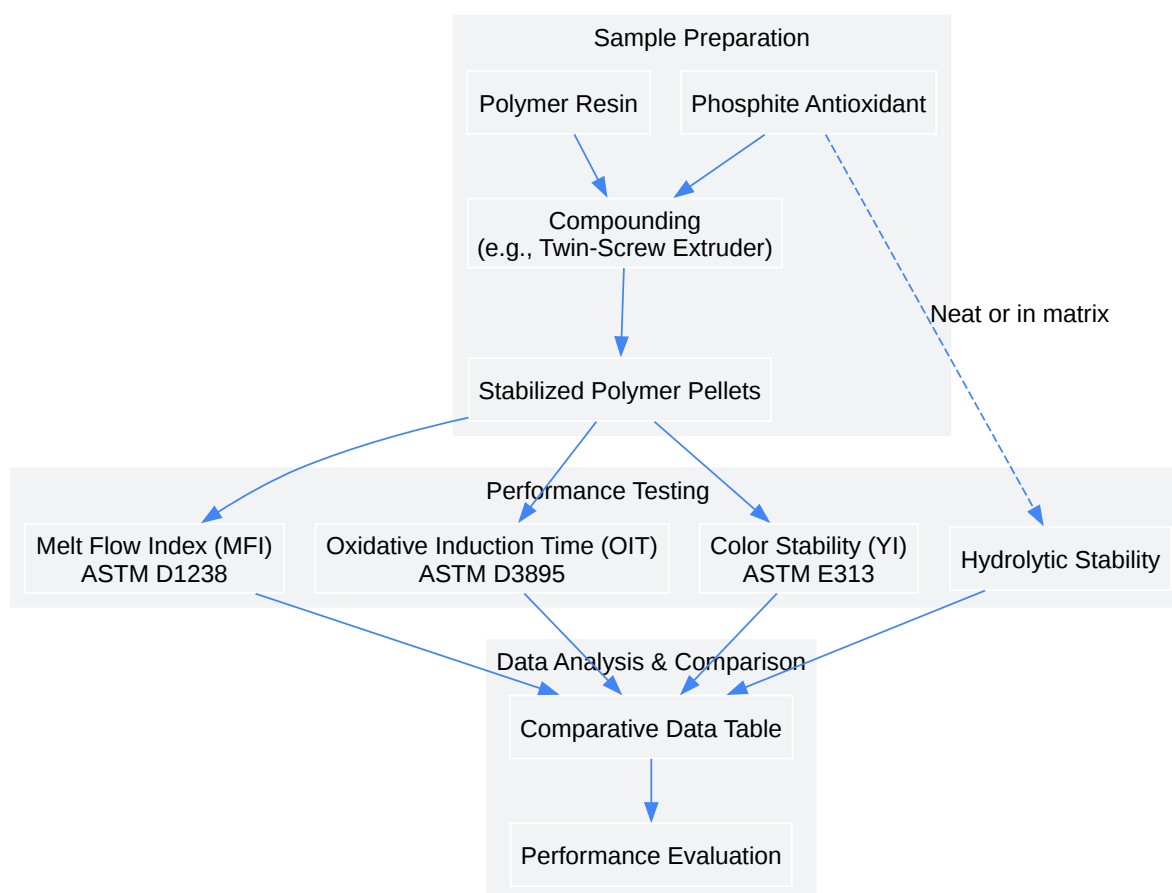 Sample Preparation
Polymer Resin
Phosphite Antioxidant
Compounding
(e.g., Twin-Screw Extruder)
Neat or in matrix
Stabilized Polymer Pellets
Performance Testing
Melt Flow Index (MFI)
ASTM D1238
Oxidative Induction Time (OIT)
ASTM D3895
Color Stability (YI)
ASTM E313
Hydrolytic Stability
Data Analysis & Comparison
Comparative Data Table
Performance Evaluation